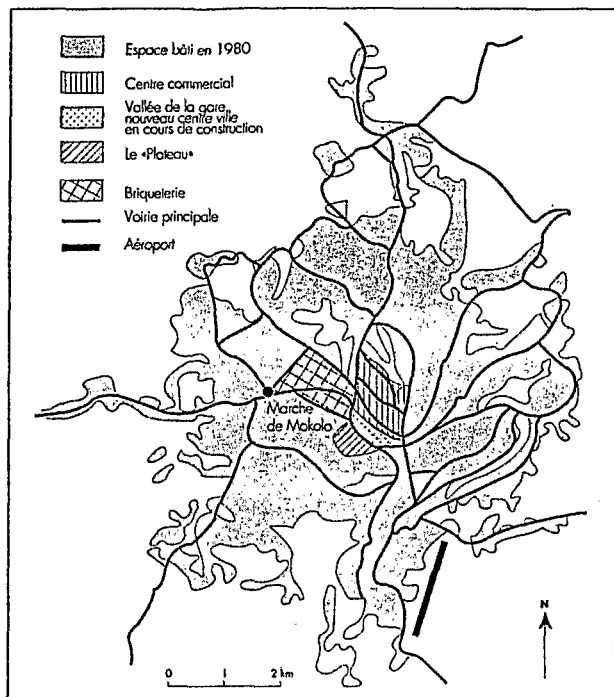 Espace bâti en 1980
Centre commercial
Vallée de la gare
nouveau centre ville
en cours de construction
Le «Plateau»
Briqueterie
Voirie principale
Aéroport
Marche
de Mokolo
N
0 1 2 km